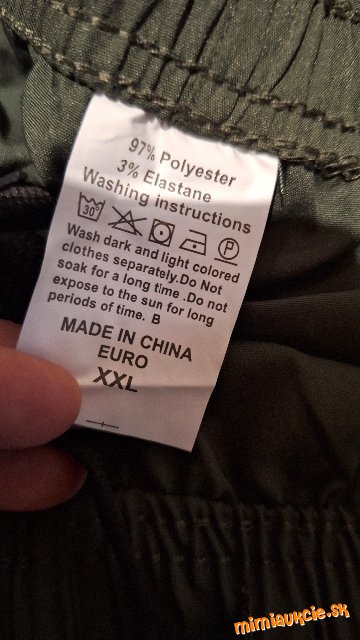 97% Polyester
3% Elastane
Washing instructions
30°
P
Wash dark and light colored
clothes separately.Do Not
soak for a long time .Do not
expose to the sun for long
periods of time. B
MADE IN CHINA
EURO
XXL
mimiaukcie.sk